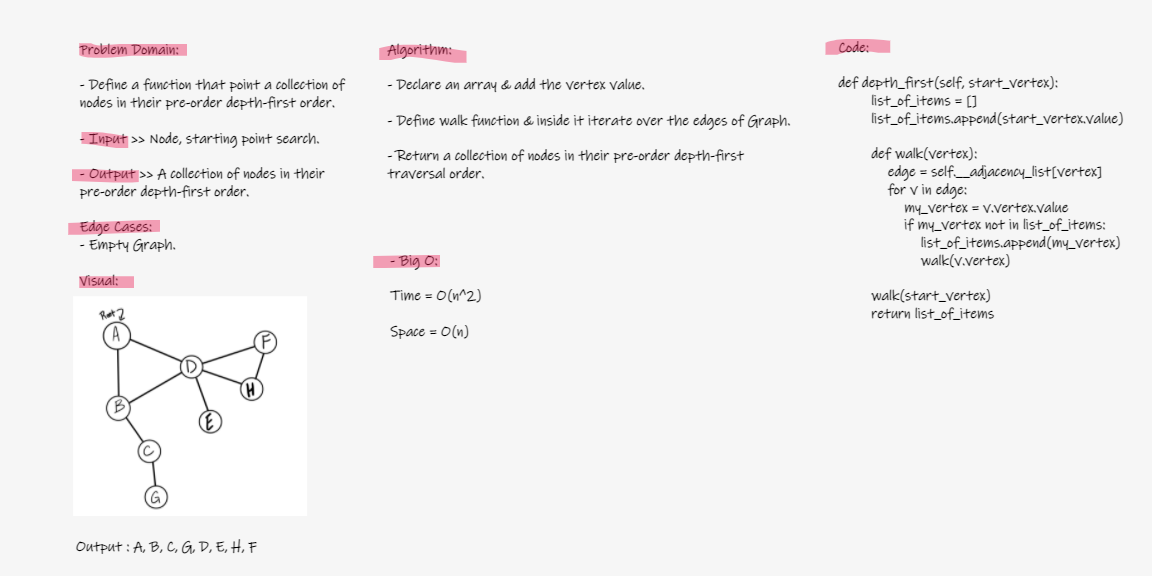 Problem Domain:
- Define a function that point a collection of
nodes in their pre-order depth-first order.
- Input >> Node, starting point search.
- Output >> A collection of nodes in their
pre-order depth-first order.
Edge Cases:
- Empty Graph.
Visual:
Root
A
F
D
H
B
E
C
G
Output : A, B, C, G, D, E, H, F
Algorithm:
- Declare an array & add the vertex value.
- Define walk function & inside it iterate over the edges of Graph.
- Return a collection of nodes in their pre-order depth-first
traversal order.
- Big O:
Time = O(n^2)
Space = O(n)
Code:
def depth_first(self, start_vertex):
list_of_items = []
list_of_items.append(start_vertex.value)
def walk(vertex):
edge = self.__adjacency_list[vertex]
for v in edge:
my_vertex = v.vertex.value
if my_vertex not in list_of_items:
list_of_items.append(my_vertex)
walk(v.vertex)
walk(start_vertex)
return list_of_items